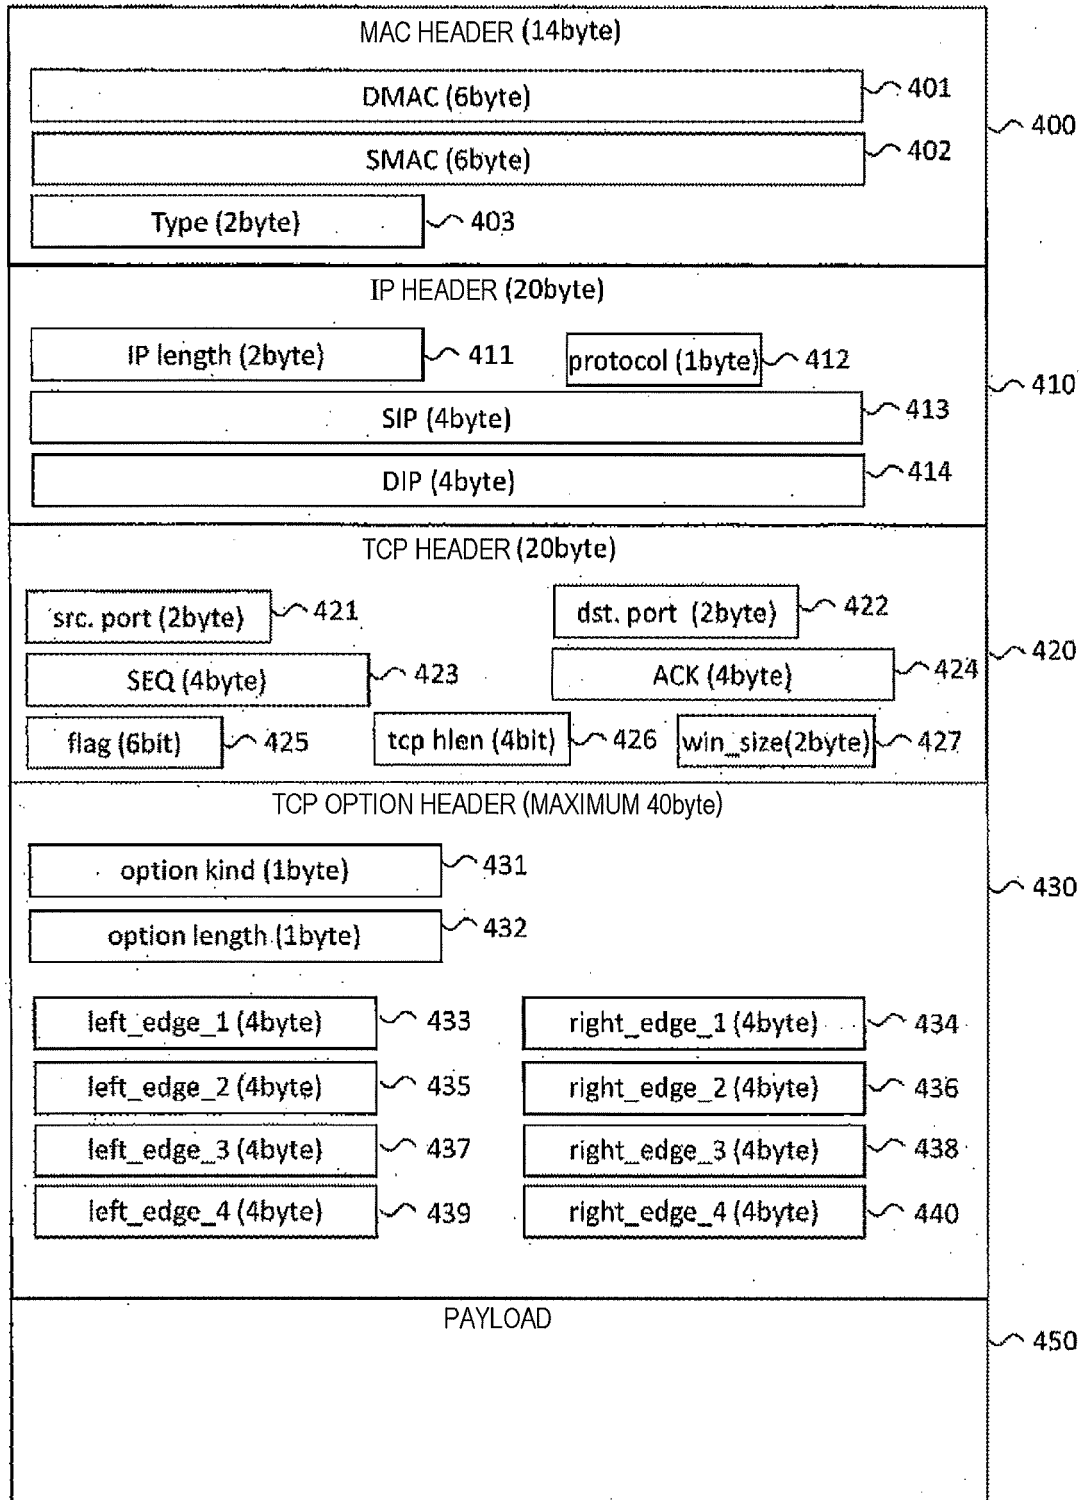 MAC HEADER (14byte)
DMAC (6byte) 401
400
SMAC (6byte) 402
Type (2byte) 403
IP HEADER (20byte)
IP length (2byte) 411 protocol (1byte) 412
410
SIP (4byte) 413
DIP (4byte) 414
TCP HEADER (20byte)
src. port (2byte) 421 dst. port (2byte) 422
420
SEQ (4byte) 423 ACK (4byte) 424
flag (6bit) 425 tcp hlen (4bit) 426 win_size(2byte) 427
TCP OPTION HEADER (MAXIMUM 40byte)
option kind (1byte) 431
430
option length (1byte) 432
left_edge_1 (4byte) 433 right_edge_1 (4byte) 434
left_edge_2 (4byte) 435 right_edge_2 (4byte) 436
left_edge_3 (4byte) 437 right_edge_3 (4byte) 438
left_edge_4 (4byte) 439 right_edge_4 (4byte) 440
PAYLOAD
450